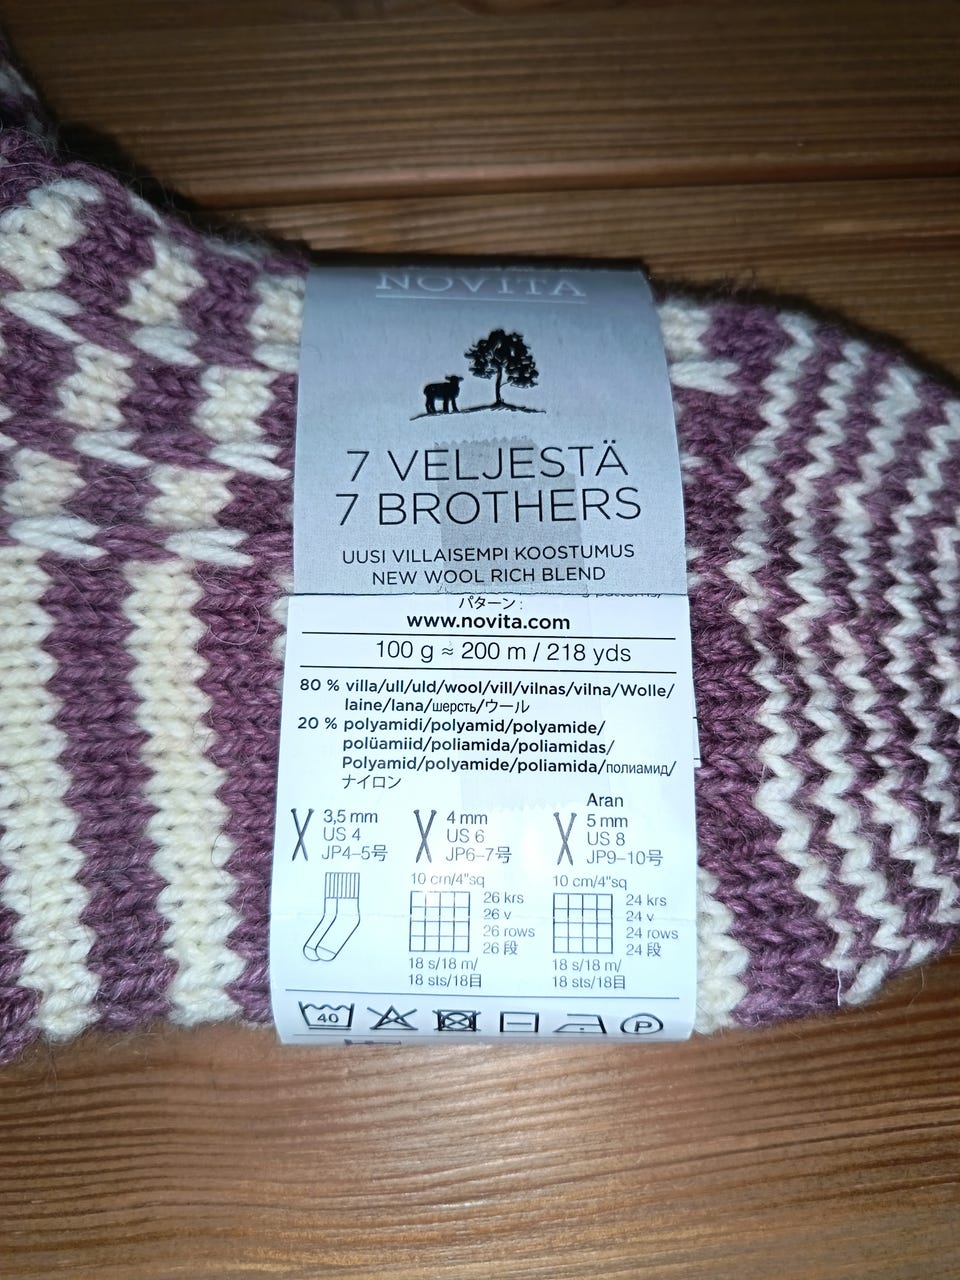 NOVITA
7 VELJESTÄ
7 BROTHERS
UUSI VILLAISEMPI KOOSTUMUS
NEW WOOL RICH BLEND
patterns,
パターン:
www.novita.com
100 g ≈ 200 m / 218 yds
80 % villa/ull/uld/wool/vill/vilnas/vilna/Wolle/
laine/lana/шерсть/ウール
20 % polyamidi/polyamid/polyamide/
polüamiid/poliamida/poliamidas/
Polyamid/polyamide/poliamida/полиамид/
ナイロン
3,5 mm
US 4
JP4–5号
4 mm
US 6
JP6–7号
10 cm/4"sq
26 krs
26 v
26 rows
26 段
18 s/18 m/
18 sts/18目
Aran
5 mm
US 8
JP9–10号
10 cm/4"sq
24 krs
24 v
24 rows
24 段
18 s/18 m/
18 sts/18目
40
P